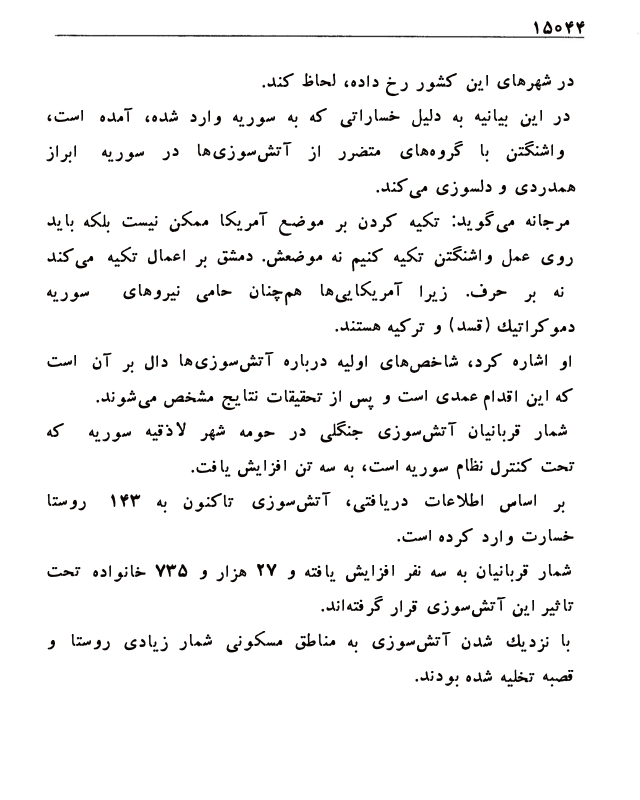 ۱۵۰۴۴
در شهرهای این کشور رخ داده، لحاظ کند.
در این بیانیه به دلیل خساراتی که به سوریه وارد شده، آمده است،
واشنگتن با گروه‌های متضرر از آتش‌سوزی‌ها در سوریه ابراز
همدردی و دلسوزی می‌کند.
مرجانه می‌گوید: تکیه کردن بر موضع آمریکا ممکن نیست بلکه باید
روی عمل واشنگتن تکیه کنیم نه موضعش. دمشق بر اعمال تکیه می‌کند
نه بر حرف. زیرا آمریکایی‌ها هم‌چنان حامی نیروهای سوریه
دموکراتیك (قسد) و ترکیه هستند.
او اشاره کرد، شاخص‌های اولیه درباره آتش‌سوزی‌ها دال بر آن است
که این اقدام عمدی است و پس از تحقیقات نتایج مشخص می‌شوند.
شمار قربانیان آتش‌سوزی جنگلی در حومه شهر لاذقیه سوریه که
تحت کنترل نظام سوریه است، به سه تن افزایش یافت.
بر اساس اطلاعات دریافتی، آتش‌سوزی تاکنون به ۱۴۳ روستا
خسارت وارد کرده است.
شمار قربانیان به سه نفر افزایش یافته و ۲۷ هزار و ۷۳۵ خانواده تحت
تاثیر این آتش‌سوزی قرار گرفته‌اند.
با نزدیك شدن آتش‌سوزی به مناطق مسکونی شمار زیادی روستا و
قصبه تخلیه شده بودند.